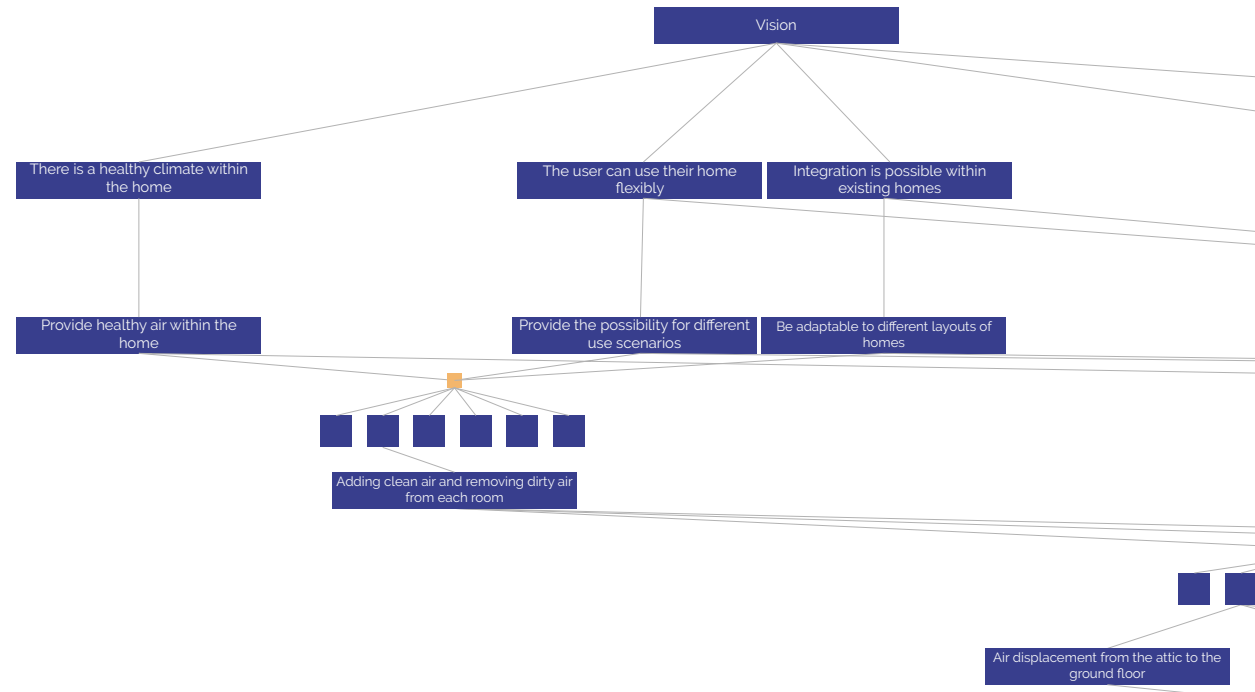 Vision
There is a healthy climate within
the home
The user can use their home
flexibly
Integration is possible within
existing homes
Provide healthy air within the
home
Provide the possibility for different
use scenarios
Be adaptable to different layouts of
homes
Adding clean air and removing dirty air
from each room
Air displacement from the attic to the
ground floor